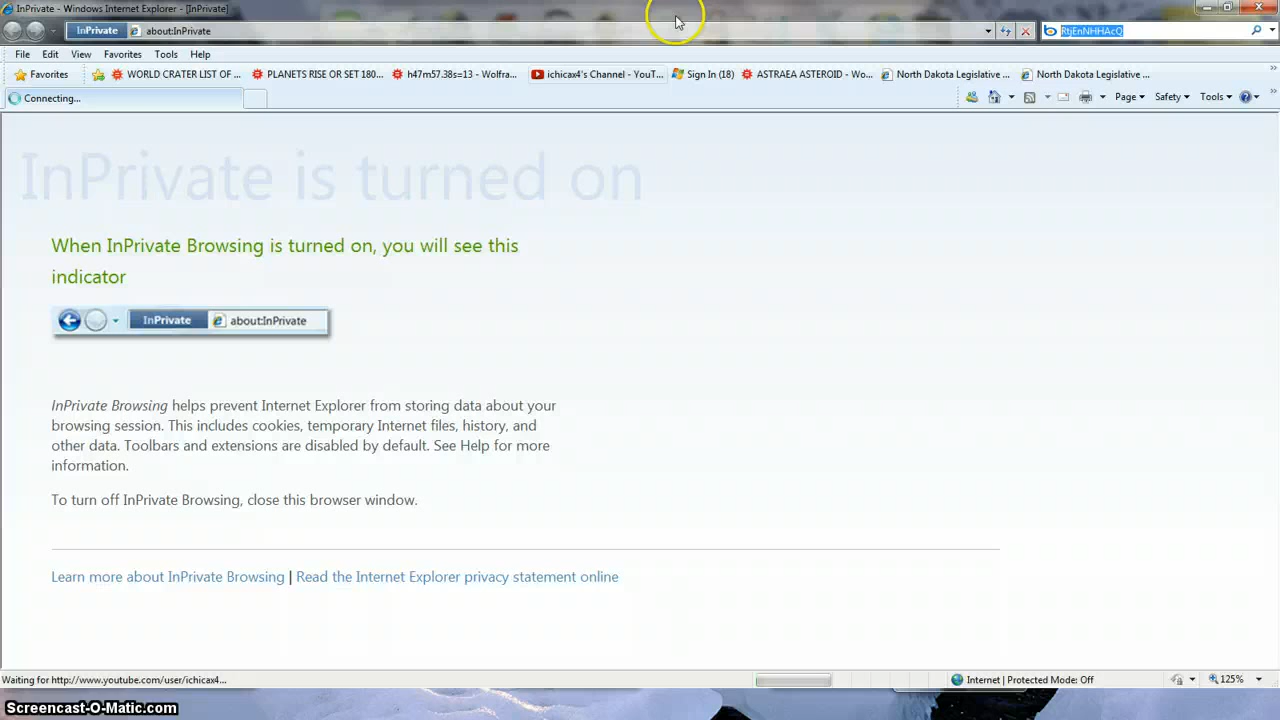 InPrivate - Windows Internet Explorer - [InPrivate]
InPrivate about:InPrivate RtjEnNHHAcQ
File Edit View Favorites Tools Help
Favorites WORLD CRATER LIST OF ... PLANETS RISE OR SET 180... h47m57.38s=13 - Wolfra... ichicax4's Channel - YouT... Sign In (18) ASTRAEA ASTEROID - Wo... North Dakota Legislative ... North Dakota Legislative ...
Connecting... Page Safety Tools
InPrivate is turned on
When InPrivate Browsing is turned on, you will see this
indicator
InPrivate about:InPrivate
InPrivate Browsing helps prevent Internet Explorer from storing data about your
browsing session. This includes cookies, temporary Internet files, history, and
other data. Toolbars and extensions are disabled by default. See Help for more
information.
To turn off InPrivate Browsing, close this browser window.
Learn more about InPrivate Browsing | Read the Internet Explorer privacy statement online
Waiting for http://www.youtube.com/user/ichicax4... Internet | Protected Mode: Off 125%
Screencast-O-Matic.com